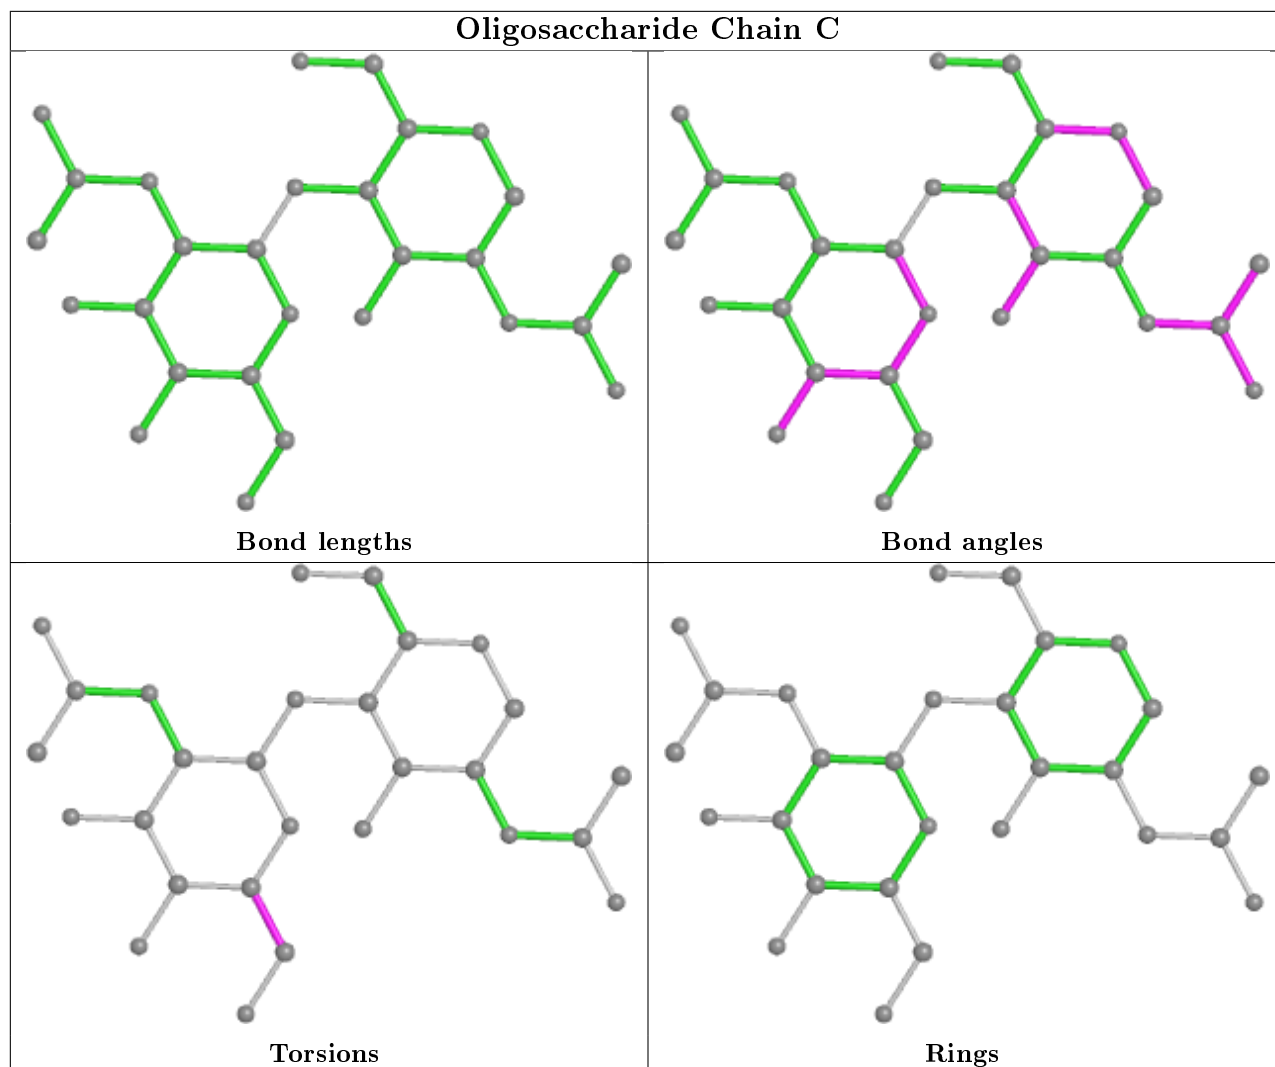 Oligosaccharide Chain C
Bond lengths
Bond angles
Torsions
Rings